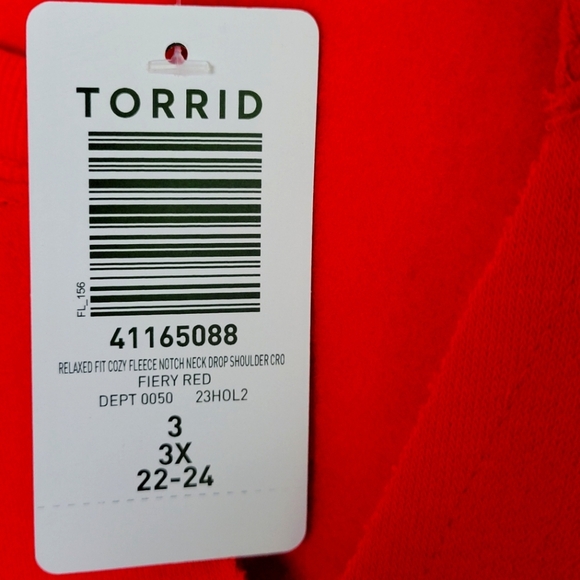 TORRID
FL_156
41165088
RELAXED FIT COZY FLEECE NOTCH NECK DROP SHOULDER CRO
FIERY RED
DEPT 0050 23HOL2
3
3X
22-24